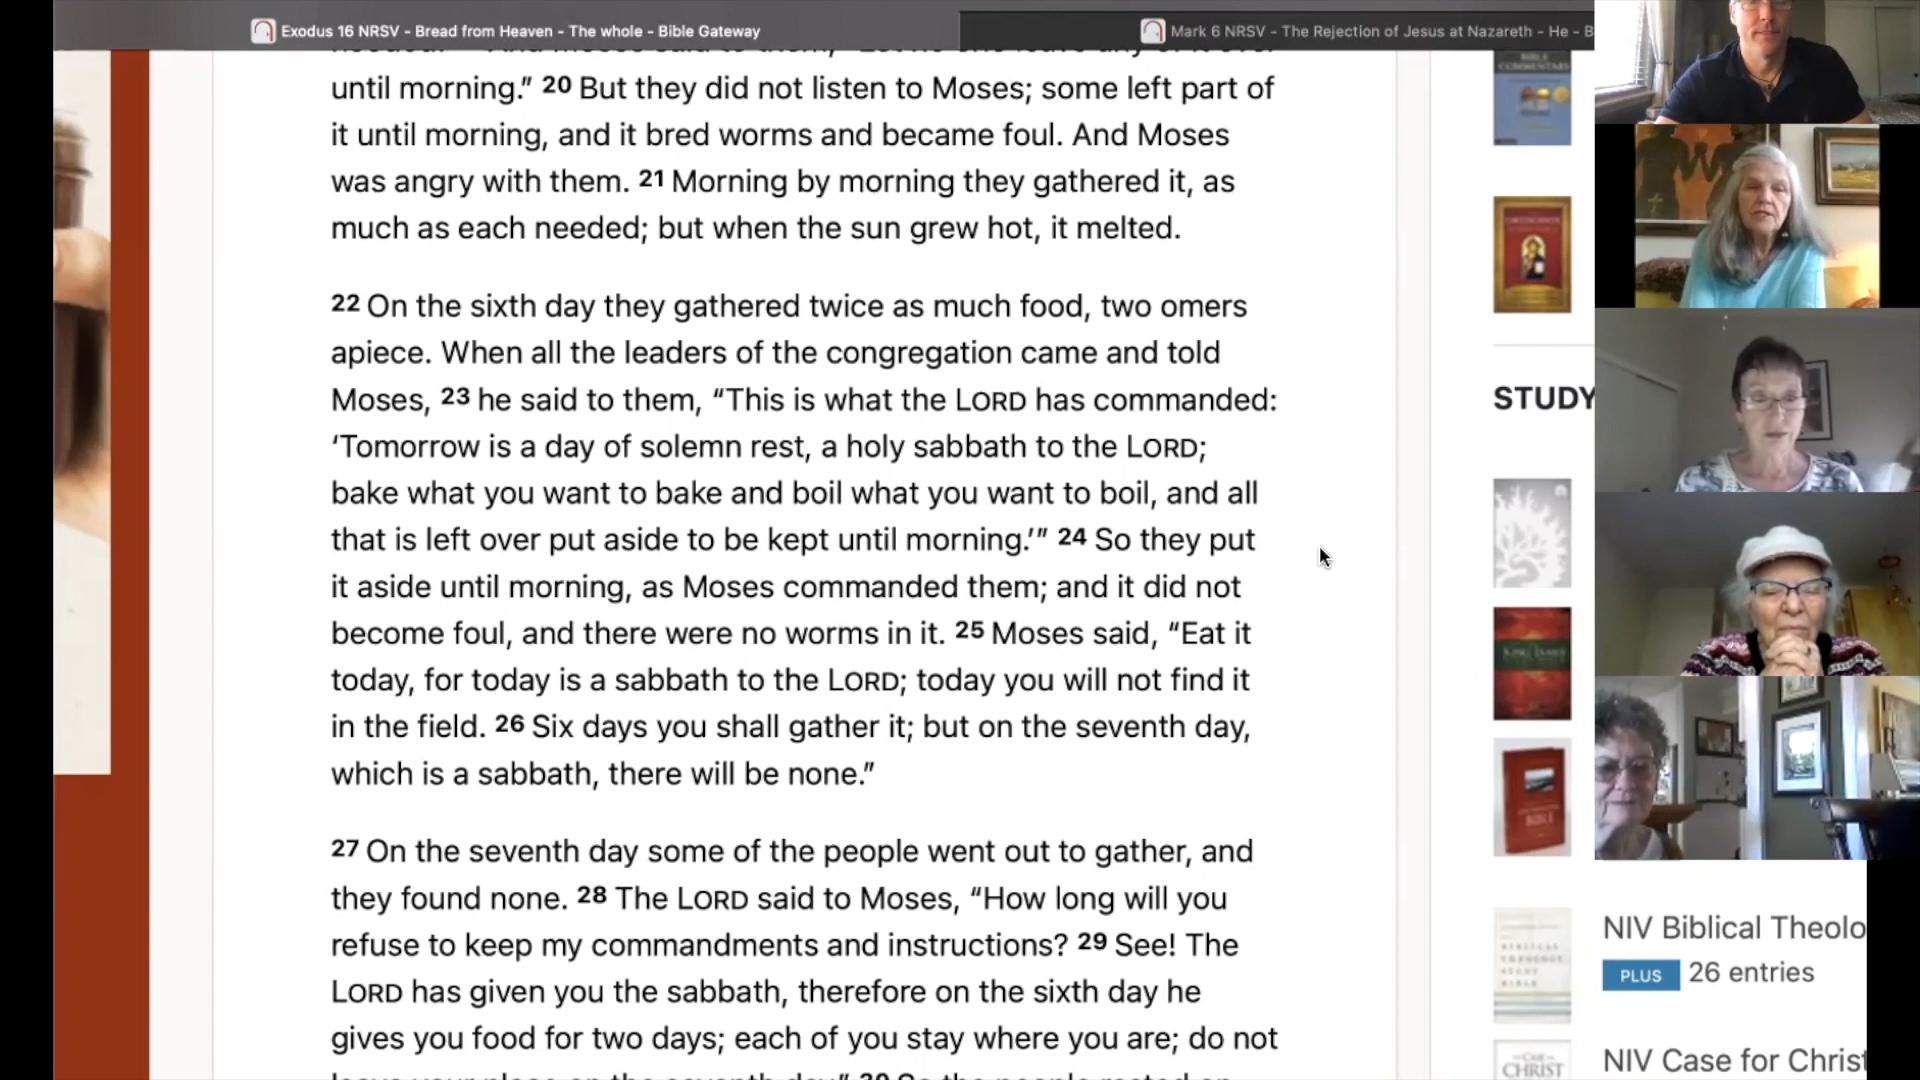 Exodus 16 NRSV - Bread from Heaven - The whole - Bible Gateway
Mark 6 NRSV - The Rejection of Jesus at Nazareth - He - B
until morning.” 20 But they did not listen to Moses; some left part of
it until morning, and it bred worms and became foul. And Moses
was angry with them. 21 Morning by morning they gathered it, as
much as each needed; but when the sun grew hot, it melted.
22 On the sixth day they gathered twice as much food, two omers
apiece. When all the leaders of the congregation came and told
Moses, 23 he said to them, “This is what the LORD has commanded:
‘Tomorrow is a day of solemn rest, a holy sabbath to the LORD;
bake what you want to bake and boil what you want to boil, and all
that is left over put aside to be kept until morning.’” 24 So they put
it aside until morning, as Moses commanded them; and it did not
become foul, and there were no worms in it. 25 Moses said, “Eat it
today, for today is a sabbath to the LORD; today you will not find it
in the field. 26 Six days you shall gather it; but on the seventh day,
which is a sabbath, there will be none.”
27 On the seventh day some of the people went out to gather, and
they found none. 28 The LORD said to Moses, “How long will you
refuse to keep my commandments and instructions? 29 See! The
LORD has given you the sabbath, therefore on the sixth day he
gives you food for two days; each of you stay where you are; do not
STUDY
KING JAMES
BIBLE
NIV Biblical Theolo
PLUS 26 entries
NIV Case for Christ
CHRIST